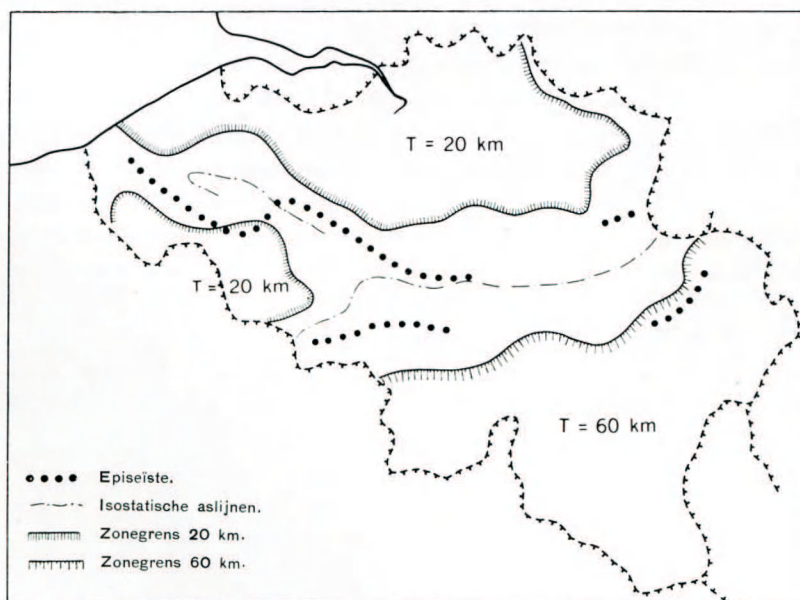 T = 20 km
T = 20 km
T = 60 km
Episeïste.
Isostatische aslijnen.
Zonegrens 20 km.
Zonegrens 60 km.